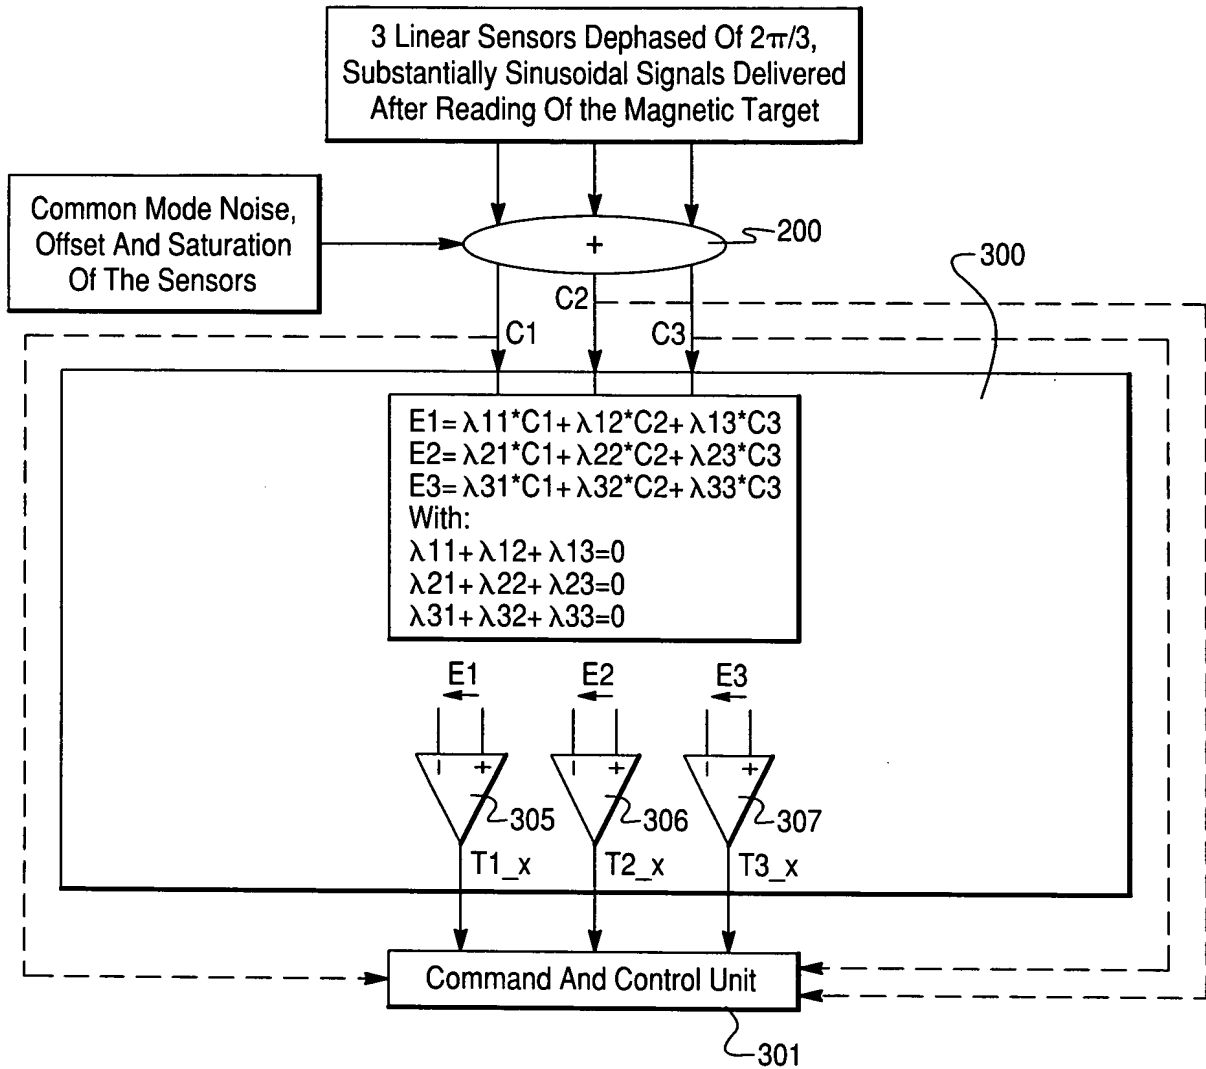 3 Linear Sensors Dephased Of 2π/3,
Substantially Sinusoidal Signals Delivered
After Reading Of the Magnetic Target
Common Mode Noise,
Offset And Saturation
Of The Sensors
+
200
300
C2
C1
C3
E1=λ11*C1+λ12*C2+λ13*C3
E2=λ21*C1+λ22*C2+λ23*C3
E3=λ31*C1+λ32*C2+λ33*C3
With:
λ11+λ12+λ13=0
λ21+λ22+λ23=0
λ31+λ32+λ33=0
E1
E2
E3
− +
− +
− +
305
306
307
T1_x
T2_x
T3_x
Command And Control Unit
301